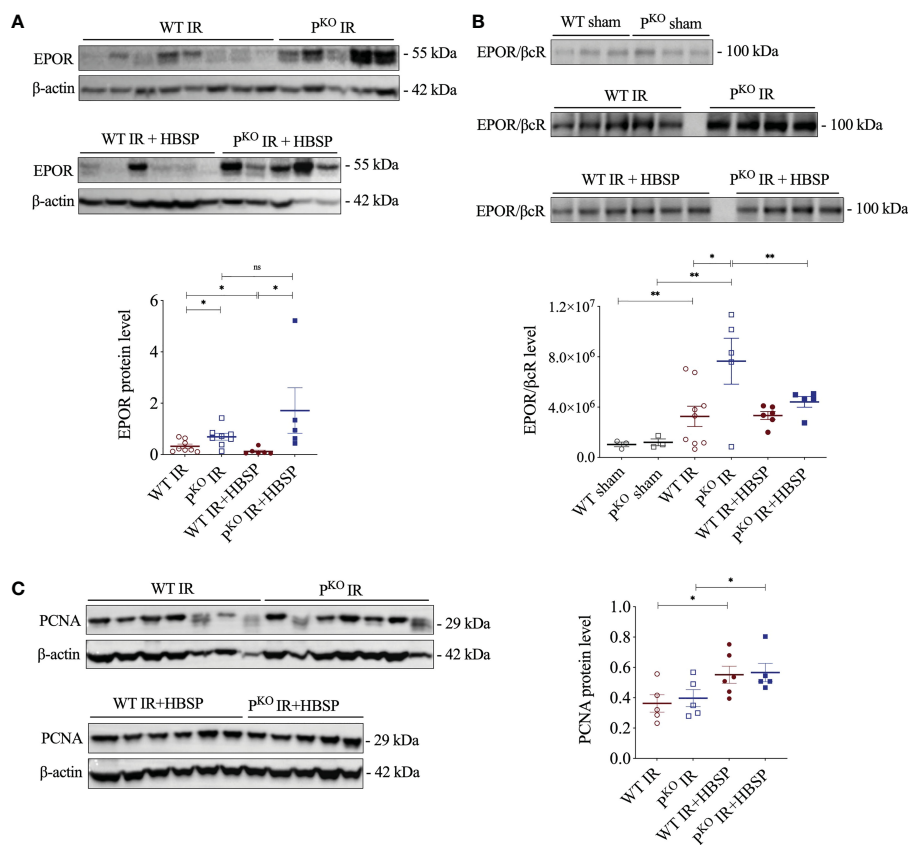 A
WT IR
Pᴷᴼ IR
EPOR
- 55 kDa
β-actin
- 42 kDa
WT IR + HBSP
Pᴷᴼ IR + HBSP
EPOR
- 55 kDa
β-actin
- 42 kDa
ns
*
*
*
EPOR protein level
6
4
2
0
WT IR
Pᴷᴼ IR
WT IR+HBSP
Pᴷᴼ IR+HBSP
B
WT sham
Pᴷᴼ sham
EPOR/βcR
- 100 kDa
WT IR
Pᴷᴼ IR
EPOR/βcR
- 100 kDa
WT IR + HBSP
Pᴷᴼ IR + HBSP
EPOR/βcR
- 100 kDa
*
**
**
**
EPOR/βcR level
1.2×10⁷
8.0×10⁶
4.0×10⁶
0.0
WT sham
Pᴷᴼ sham
WT IR
Pᴷᴼ IR
WT IR+HBSP
Pᴷᴼ IR+HBSP
C
WT IR
Pᴷᴼ IR
PCNA
- 29 kDa
β-actin
- 42 kDa
WT IR+HBSP
Pᴷᴼ IR+HBSP
PCNA
- 29 kDa
β-actin
- 42 kDa
*
*
PCNA protein level
1.0
0.8
0.6
0.4
0.2
0.0
WT IR
Pᴷᴼ IR
WT IR+HBSP
Pᴷᴼ IR+HBSP